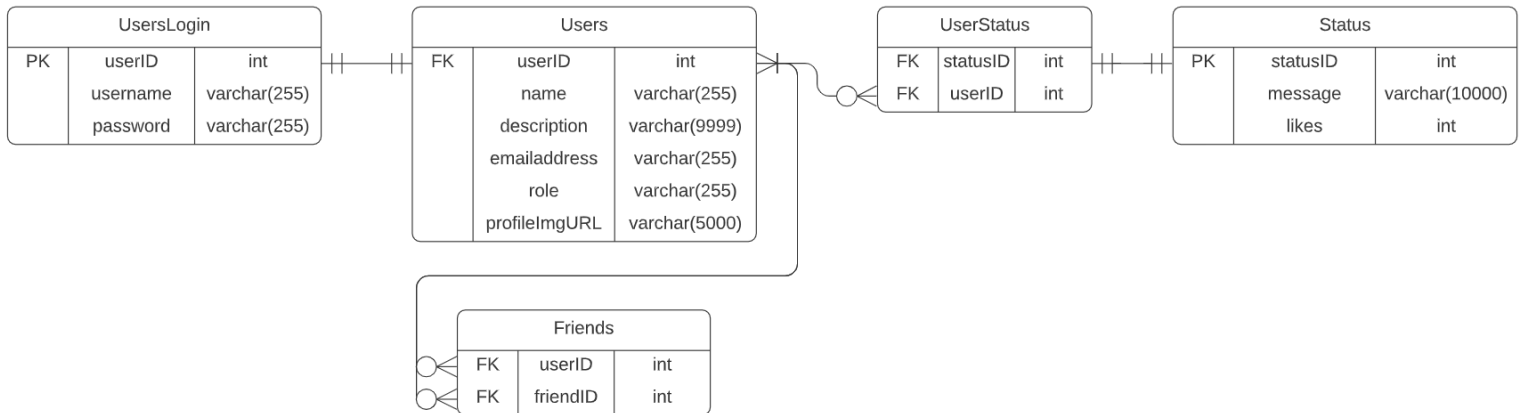 UsersLogin
PK userID int
username varchar(255)
password varchar(255)
Users
FK userID int
name varchar(255)
description varchar(9999)
emailaddress varchar(255)
role varchar(255)
profileImgURL varchar(5000)
UserStatus
FK statusID int
FK userID int
Status
PK statusID int
message varchar(10000)
likes int
Friends
FK userID int
FK friendID int